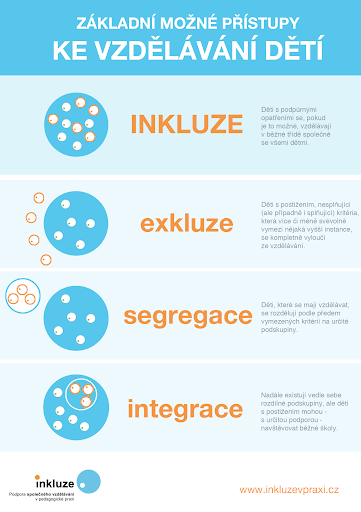 ZÁKLADNÍ MOŽNÉ PŘÍSTUPY
KE VZDĚLÁVÁNÍ DĚTÍ
INKLUZE
Děti s podpůrnými
opatřeními se, pokud
je to možné, vzdělávají
v běžné třídě společně
se všemi dětmi.
exkluze
Děti s postižením, nesplňující
(ale případně i splňující) kritéria,
která více či méně svévolně
vymezí nějaká vyšší instance,
se kompletně vyloučí
ze vzdělávání.
segregace
Děti, které se mají vzdělávat,
se rozdělují podle předem
vymezených kritérií na určité
podskupiny.
integrace
Nadále existují vedle sebe
rozdílné podskupiny, ale děti
s postižením mohou -
s určitou podporou -
navštěvovat běžné školy.
inkluze
Podpora společného vzdělávání
v pedagogické praxi
www.inkluzevpraxi.cz